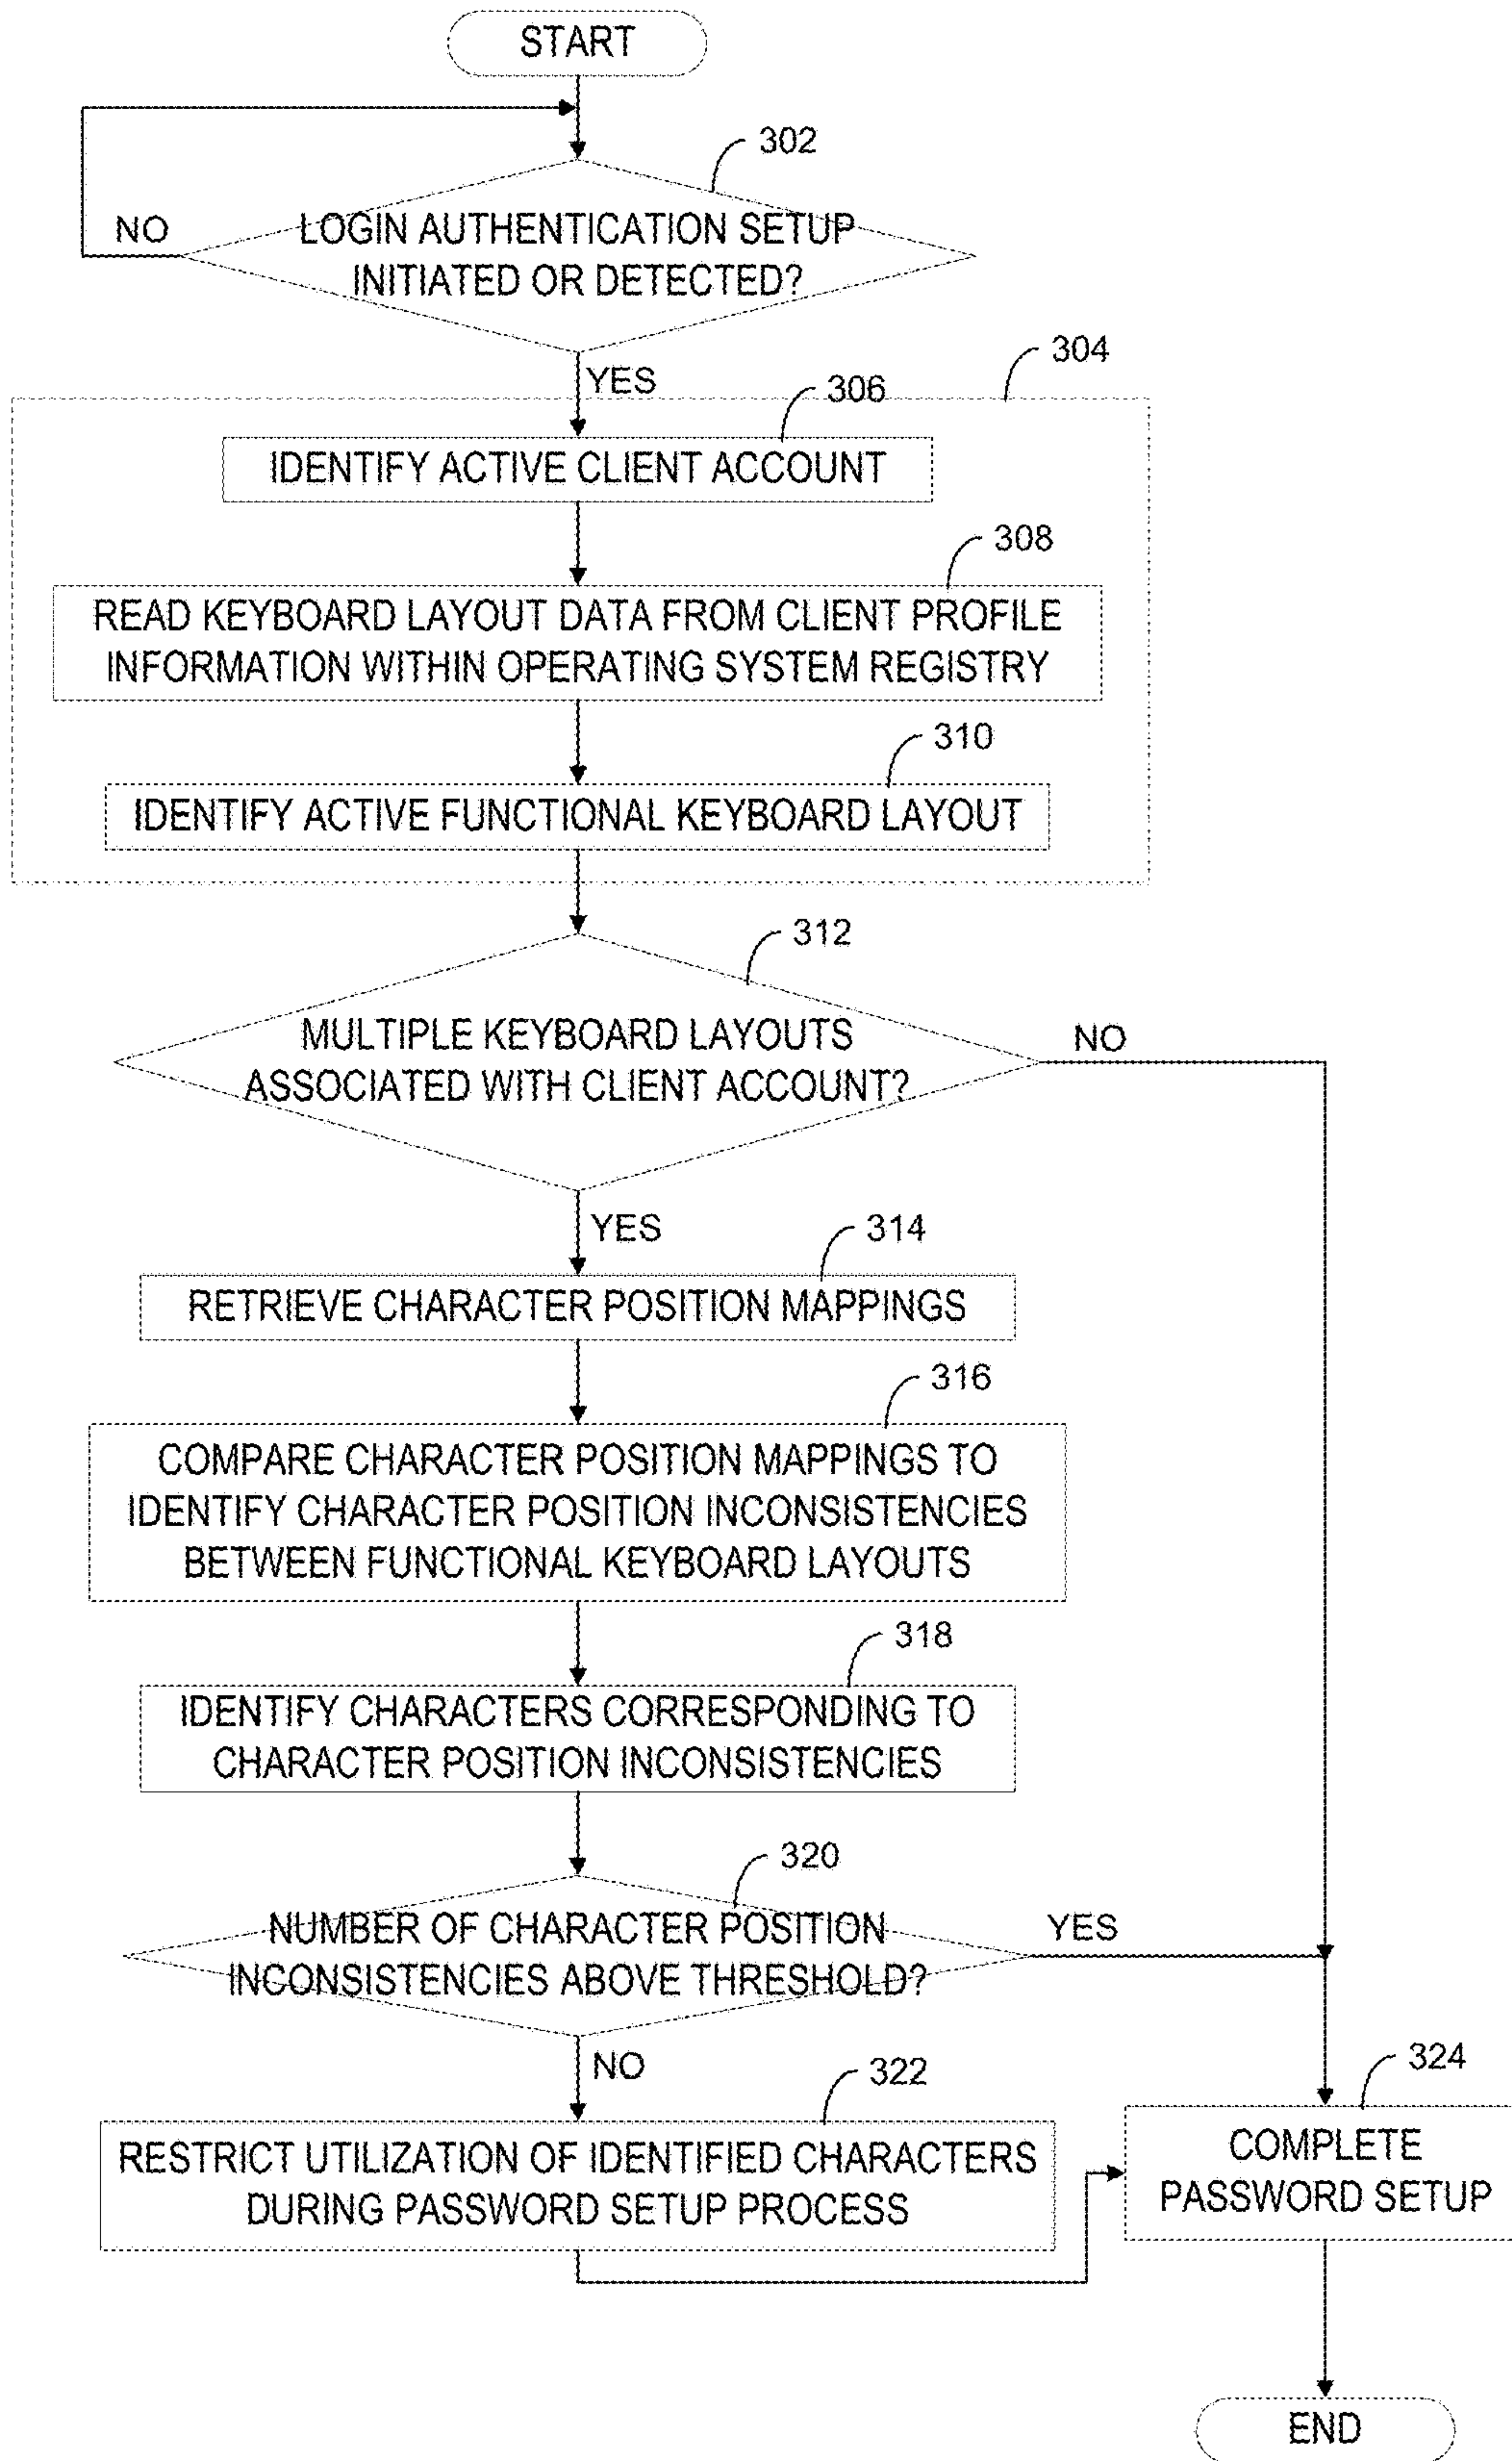 START
302
NO
LOGIN AUTHENTICATION SETUP
INITIATED OR DETECTED?
304
YES
306
IDENTIFY ACTIVE CLIENT ACCOUNT
308
READ KEYBOARD LAYOUT DATA FROM CLIENT PROFILE
INFORMATION WITHIN OPERATING SYSTEM REGISTRY
310
IDENTIFY ACTIVE FUNCTIONAL KEYBOARD LAYOUT
312
MULTIPLE KEYBOARD LAYOUTS
ASSOCIATED WITH CLIENT ACCOUNT?
NO
YES
314
RETRIEVE CHARACTER POSITION MAPPINGS
316
COMPARE CHARACTER POSITION MAPPINGS TO
IDENTIFY CHARACTER POSITION INCONSISTENCIES
BETWEEN FUNCTIONAL KEYBOARD LAYOUTS
318
IDENTIFY CHARACTERS CORRESPONDING TO
CHARACTER POSITION INCONSISTENCIES
320
NUMBER OF CHARACTER POSITION
INCONSISTENCIES ABOVE THRESHOLD?
YES
NO
322
RESTRICT UTILIZATION OF IDENTIFIED CHARACTERS
DURING PASSWORD SETUP PROCESS
324
COMPLETE
PASSWORD SETUP
END